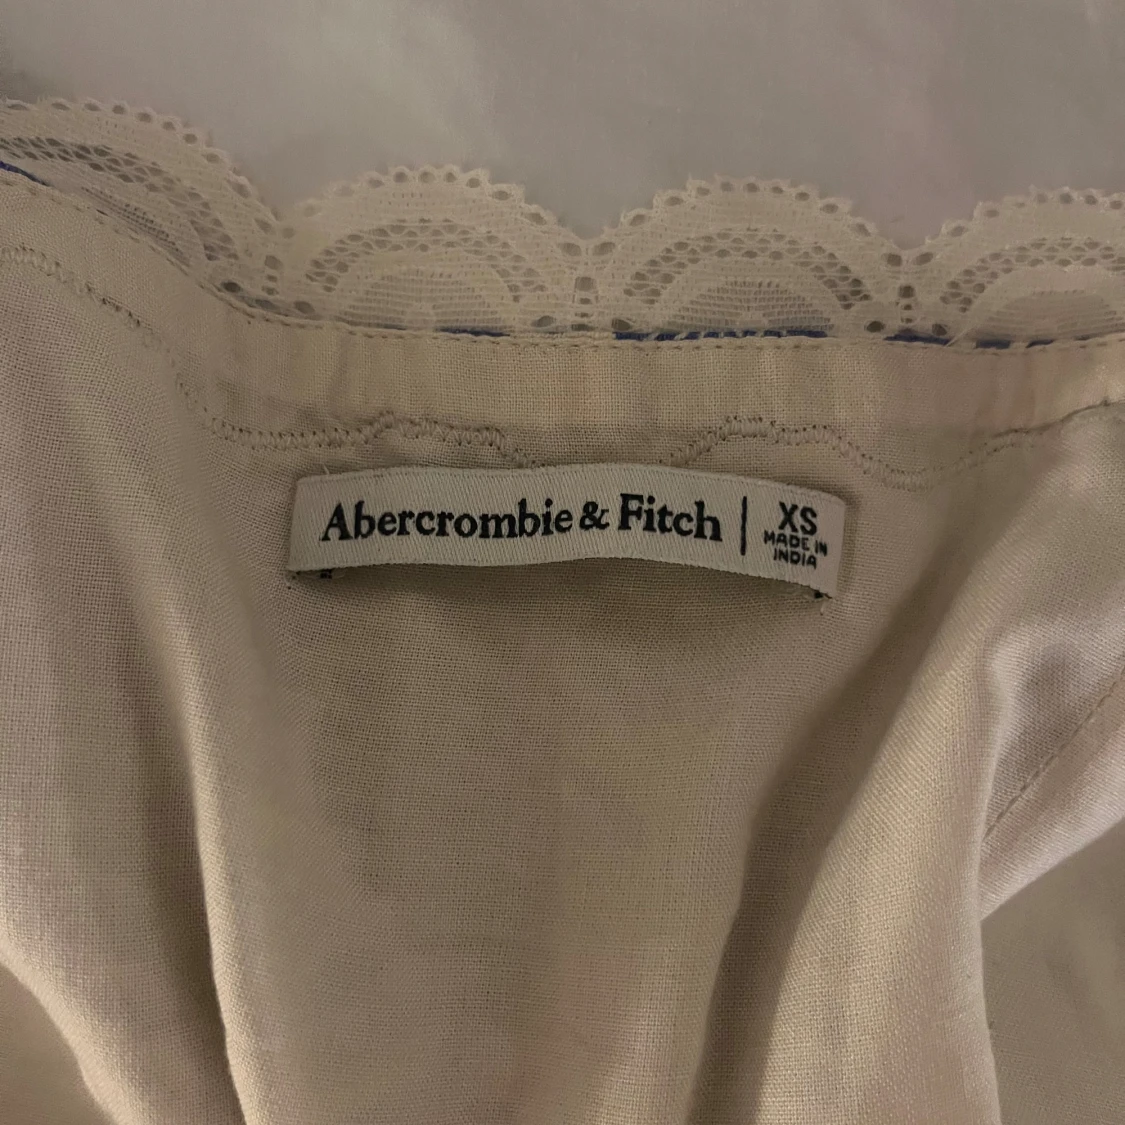 Abercrombie & Fitch | XS
MADE IN
INDIA